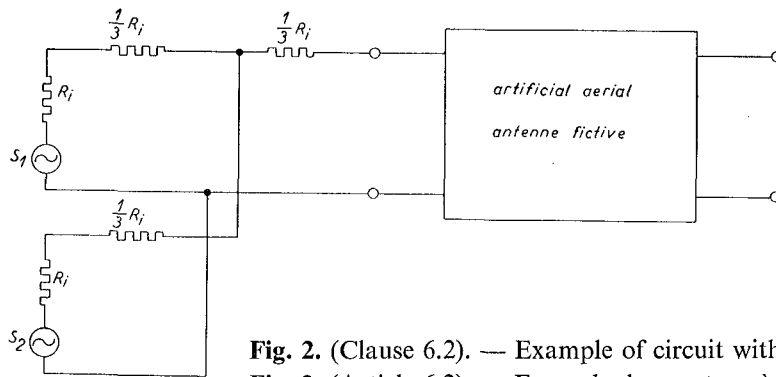 1/3 Ri
1/3 Ri
Ri
S1
artificial aerial
antenne fictive
1/3 Ri
Ri
S2
Fig. 2. (Clause 6.2). — Example of circuit with